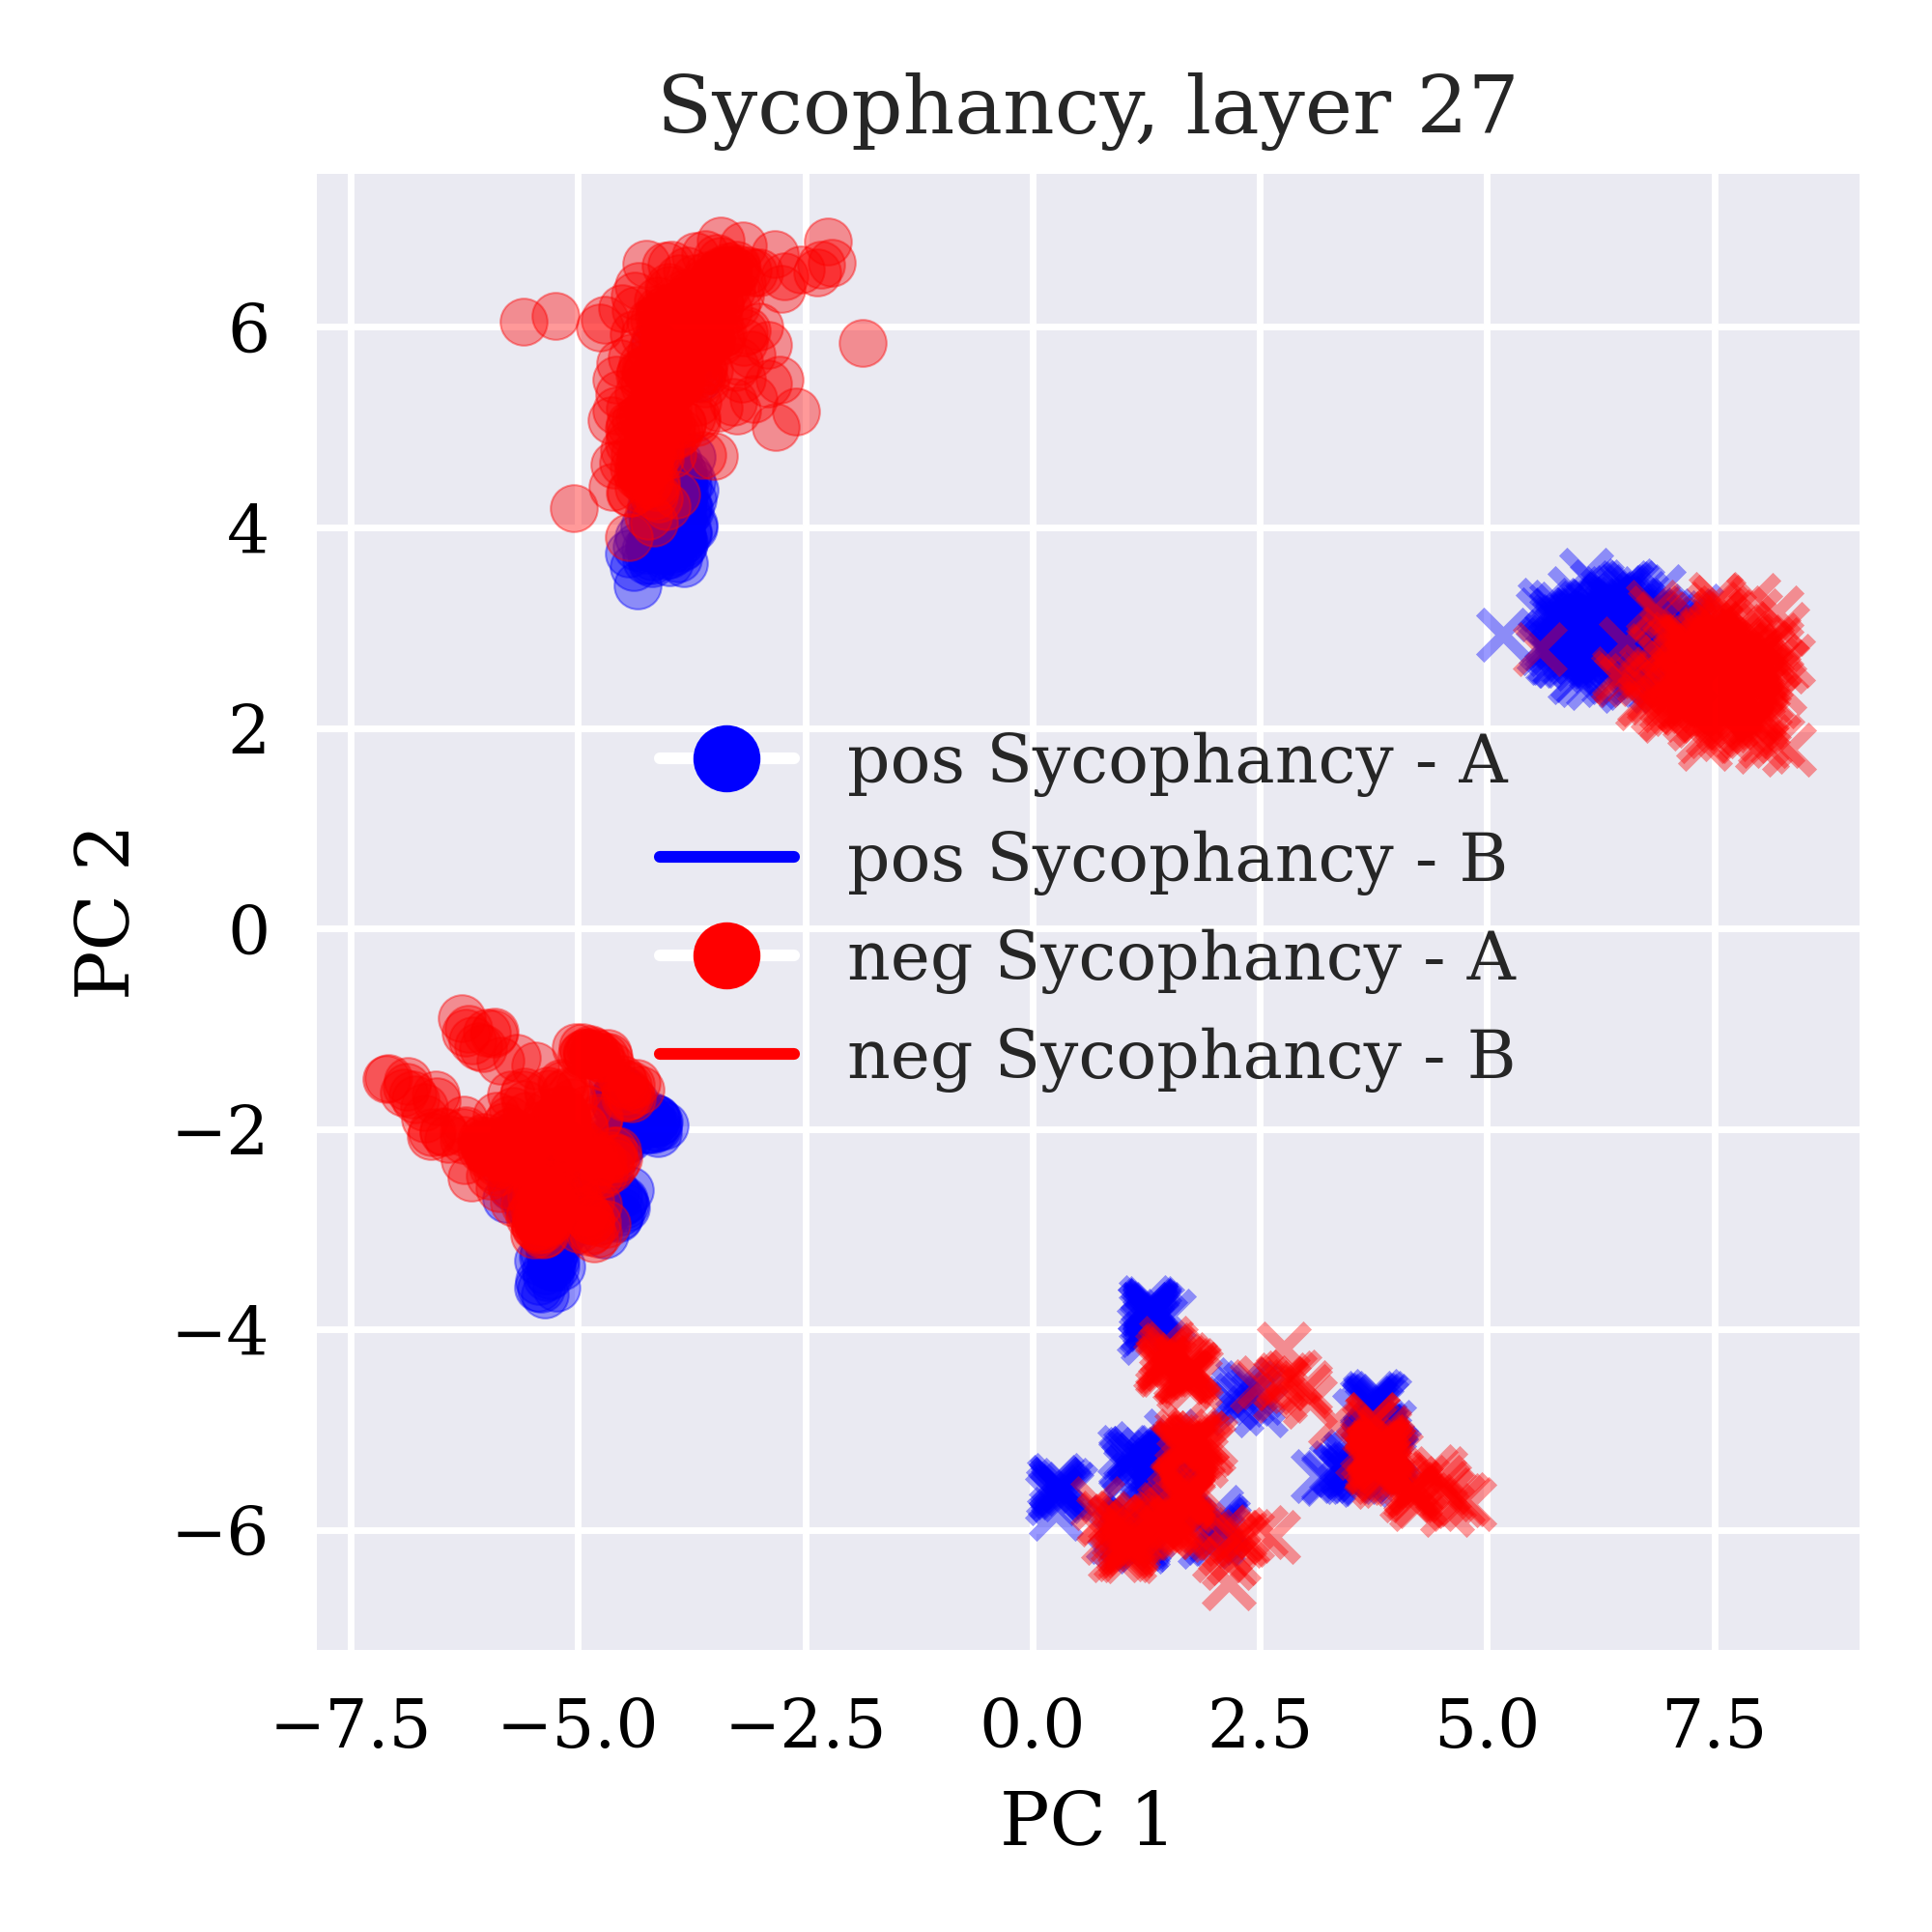 Sycophancy, layer 27
PC 2
6
4
2
0
−2
−4
−6
pos Sycophancy - A
pos Sycophancy - B
neg Sycophancy - A
neg Sycophancy - B
−7.5 −5.0 −2.5 0.0 2.5 5.0 7.5
PC 1